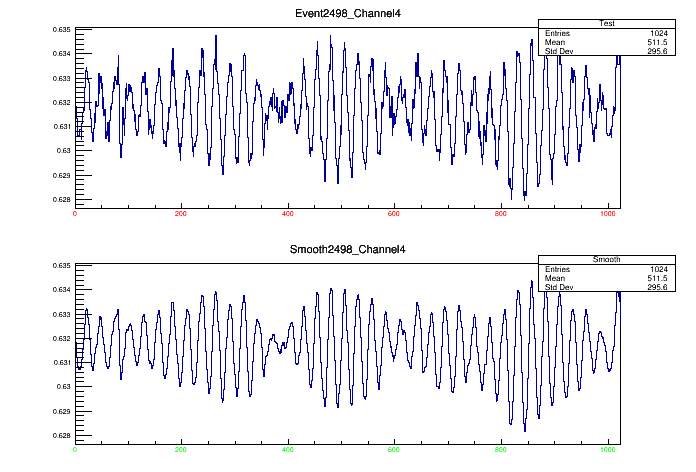 Event2498_Channel4
Test
Entries 1024
Mean 511.5
Std Dev 295.6
0.635
0.634
0.633
0.632
0.631
0.63
0.629
0.628
0 200 400 600 800 1000
Smooth2498_Channel4
Smooth
Entries 1024
Mean 511.5
Std Dev 295.6
0.635
0.634
0.633
0.632
0.631
0.63
0.629
0.628
0 200 400 600 800 1000